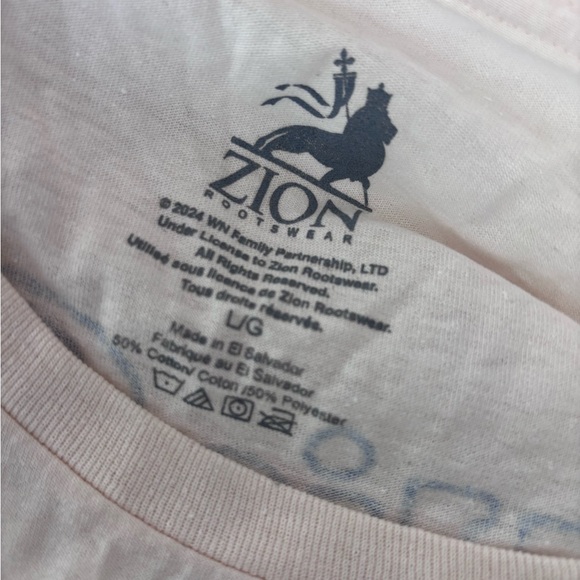 ZION
ROOTSWEAR
© 2024 WN Family Partnership, LTD
Under License to Zion Rootswear.
All Rights Reserved.
Utilisé sous licence de Zion Rootswear.
Tous droits réservés.
L/G
Made in El Salvador
Fabriqué au El Salvador
50% Cotton/ Coton /50% Polyester